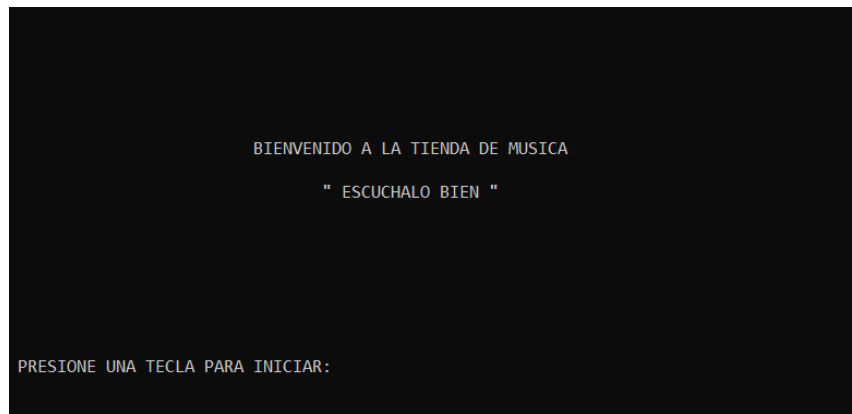 BIENVENIDO A LA TIENDA DE MUSICA
" ESCUCHALO BIEN "
PRESIONE UNA TECLA PARA INICIAR: